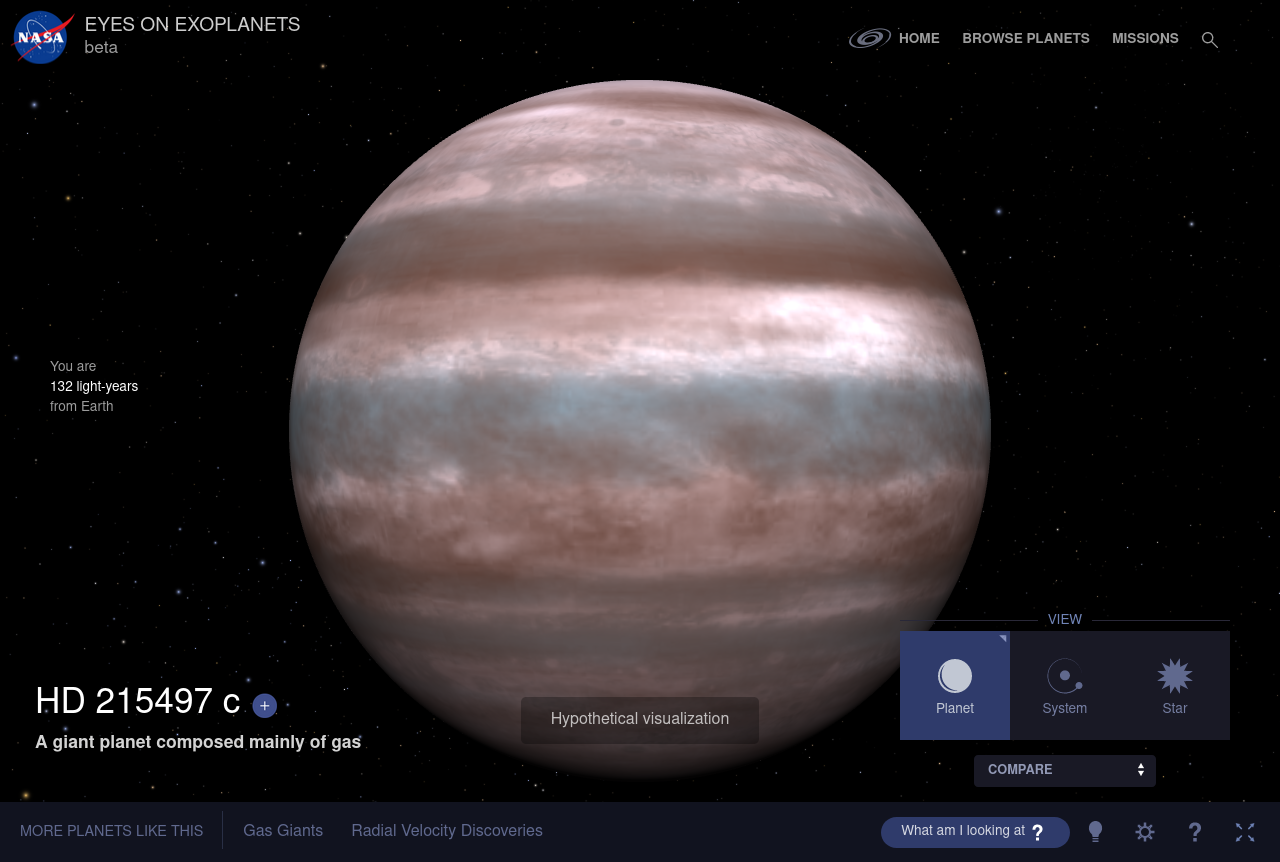 NASA
EYES ON EXOPLANETS
beta
HOME
BROWSE PLANETS
MISSIONS
You are
132 light-years
from Earth
HD 215497 c +
A giant planet composed mainly of gas
Hypothetical visualization
VIEW
Planet
System
Star
COMPARE
MORE PLANETS LIKE THIS
Gas Giants
Radial Velocity Discoveries
What am I looking at ?
?